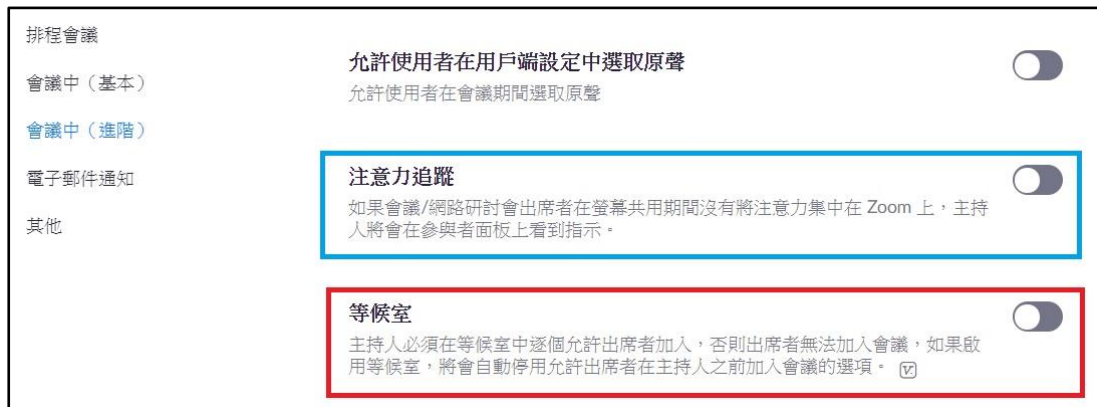 排程會議
會議中（基本）
會議中（進階）
電子郵件通知
其他
允許使用者在用戶端設定中選取原聲
允許使用者在會議期間選取原聲
注意力追蹤
如果會議/網路研討會出席者在螢幕共用期間沒有將注意力集中在 Zoom 上，主持
人將會在參與者面板上看到指示。
等候室
主持人必須在等候室中逐個允許出席者加入，否則出席者無法加入會議，如果啟
用等候室，將會自動停用允許出席者在主持人之前加入會議的選項。